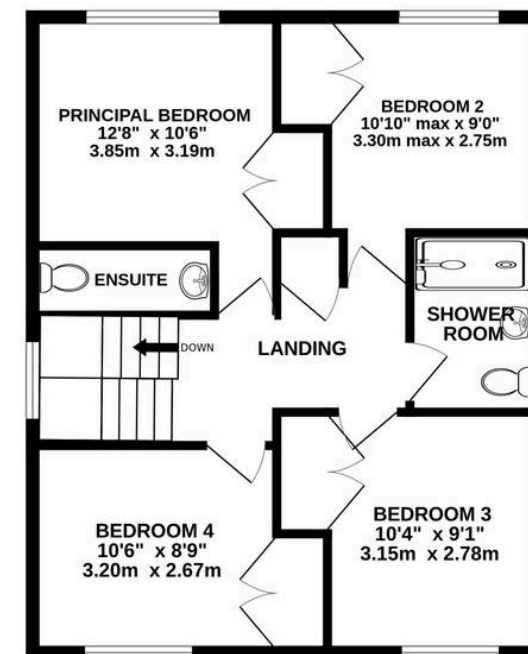 PRINCIPAL BEDROOM
12'8" x 10'6"
3.85m x 3.19m
BEDROOM 2
10'10" max x 9'0"
3.30m max x 2.75m
ENSUITE
SHOWER
ROOM
DOWN
LANDING
BEDROOM 4
10'6" x 8'9"
3.20m x 2.67m
BEDROOM 3
10'4" x 9'1"
3.15m x 2.78m